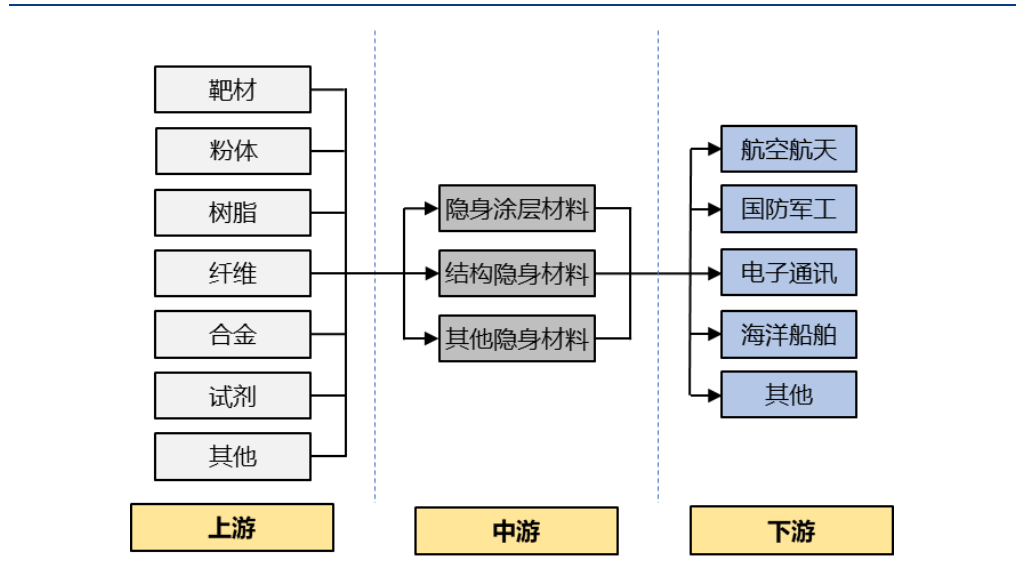 靶材
粉体
树脂
纤维
合金
试剂
其他
上游
隐身涂层材料
结构隐身材料
其他隐身材料
中游
航空航天
国防军工
电子通讯
海洋船舶
其他
下游